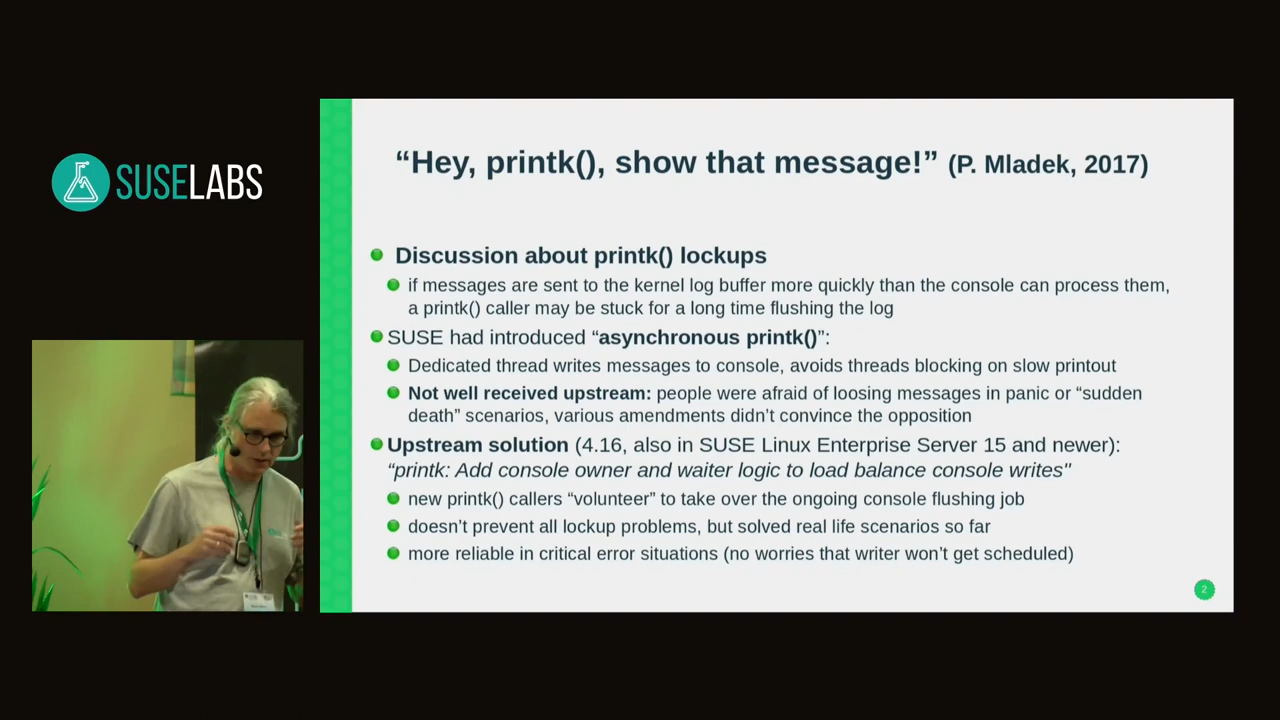 SUSELABS
“Hey, printk(), show that message!” (P. Mladek, 2017)
Discussion about printk() lockups
if messages are sent to the kernel log buffer more quickly than the console can process them,
a printk() caller may be stuck for a long time flushing the log
SUSE had introduced “asynchronous printk()”:
Dedicated thread writes messages to console, avoids threads blocking on slow printout
Not well received upstream: people were afraid of loosing messages in panic or “sudden
death” scenarios, various amendments didn’t convince the opposition
Upstream solution (4.16, also in SUSE Linux Enterprise Server 15 and newer):
“printk: Add console owner and waiter logic to load balance console writes"
new printk() callers “volunteer” to take over the ongoing console flushing job
doesn’t prevent all lockup problems, but solved real life scenarios so far
more reliable in critical error situations (no worries that writer won’t get scheduled)
2